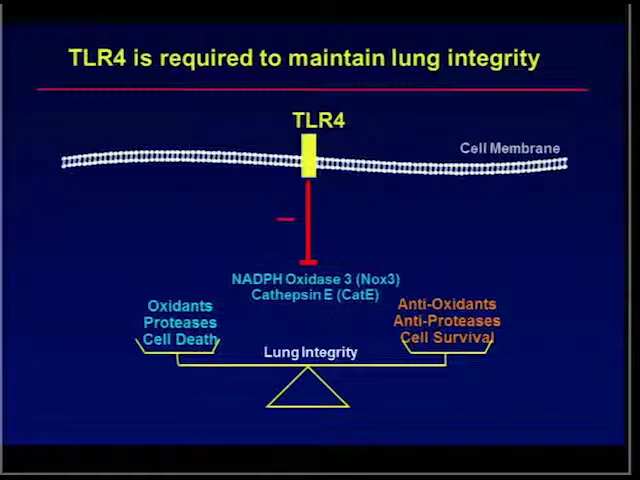 TLR4 is required to maintain lung integrity
TLR4
Cell Membrane
NADPH Oxidase 3 (Nox3)
Cathepsin E (CatE)
Oxidants
Proteases
Cell Death
Anti-Oxidants
Anti-Proteases
Cell Survival
Lung Integrity